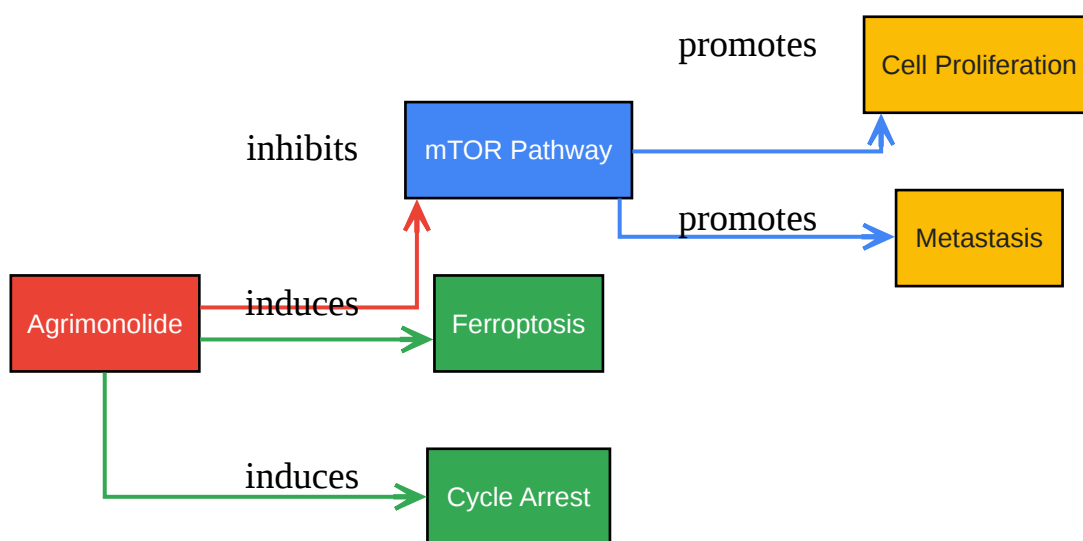 promotes
Cell Proliferation
inhibits
mTOR Pathway
promotes
Metastasis
Agrimonolide
induces
Ferroptosis
induces
Cycle Arrest